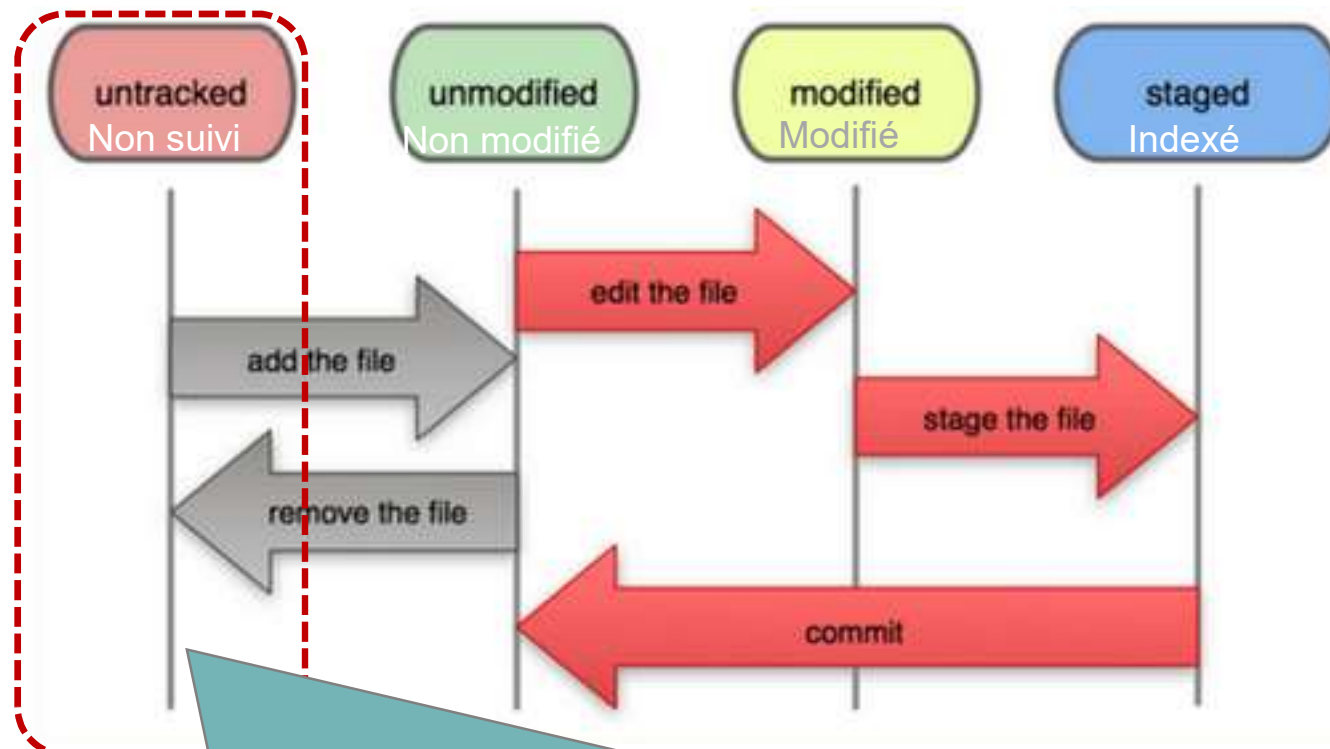 untracked
Non suivi
unmodified
Non modifié
modified
Modifié
staged
Indexé
edit the file
add the file
stage the file
remove the file
commit